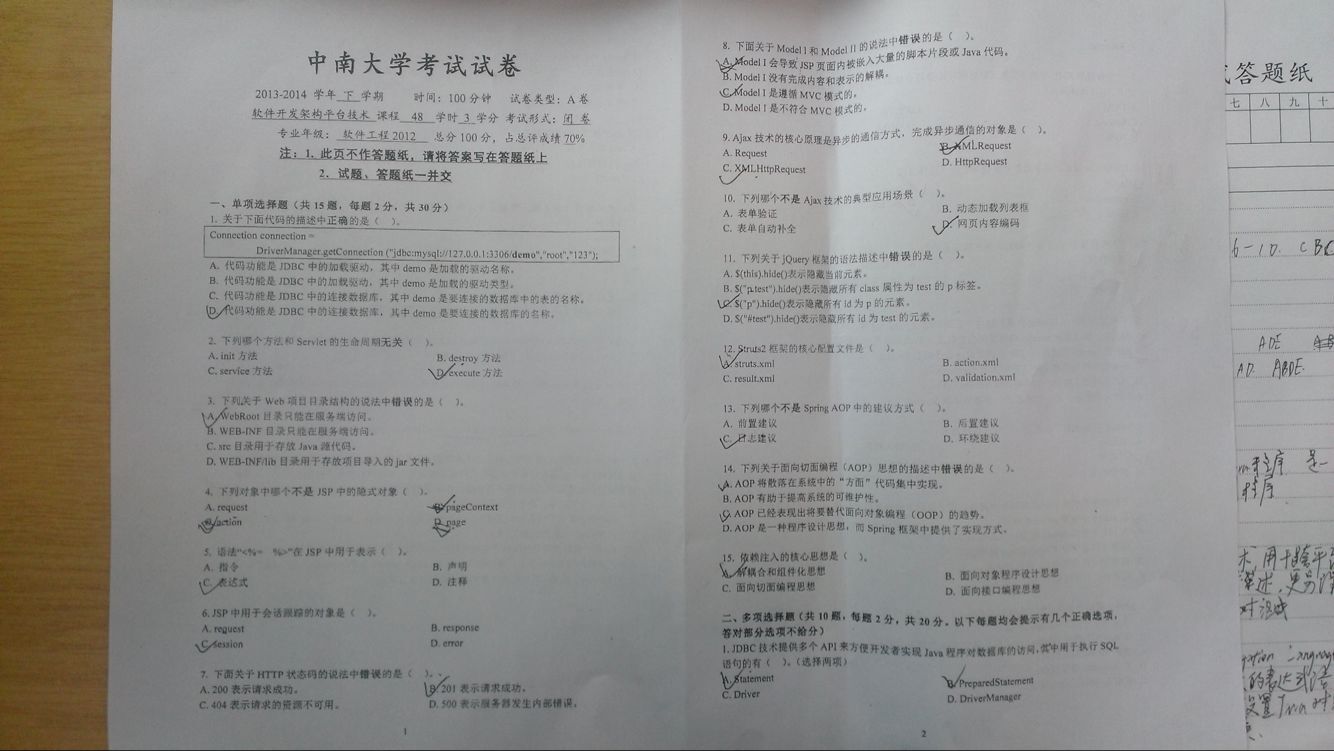 中南大学考试试卷
2013-2014 学年 下 学期 时间：100分钟 试卷类型：A 卷
软件开发架构平台技术 课程 48 学时 3 学分 考试形式：闭 卷
专业年级： 软件工程 2012 总分 100 分，占总评成绩 70%
注：1. 此页不作答题纸，请将答案写在答题纸上
2. 试题、答题纸一并交
一、单项选择题（共 15 题，每题 2 分，共 30 分）
1. 关于下面代码的描述中正确的是（ ）。
Connection connection =
DriverManager.getConnection ("jdbc:mysql://127.0.0.1:3306/demo","root","123");
A. 代码功能是 JDBC 中的加载驱动，其中 demo 是加载的驱动名称。
B. 代码功能是 JDBC 中的加载驱动，其中 demo 是加载的驱动类型。
C. 代码功能是 JDBC 中的连接数据库，其中 demo 是要连接的数据库中的表的名称。
D. 代码功能是 JDBC 中的连接数据库，其中 demo 是要连接的数据库的名称。
2. 下列哪个方法和 Servlet 的生命周期无关（ ）。
A. init 方法 B. destroy 方法
C. service 方法 D. execute 方法
3. 下列关于 Web 项目目录结构的说法中错误的是（ ）。
A. WebRoot 目录只能在服务端访问。
B. WEB-INF 目录只能在服务端访问。
C. src 目录用于存放 Java 源代码。
D. WEB-INF/lib 目录用于存放项目导入的 jar 文件。
4. 下列对象中哪个不是 JSP 中的隐式对象（ ）。
A. request B. pageContext
C. action D. page
5. 语法"<%= %>"在 JSP 中用于表示（ ）。
A. 指令 B. 声明
C. 表达式 D. 注释
6. JSP 中用于会话跟踪的对象是（ ）。
A. request B. response
C. session D. error
7. 下面关于 HTTP 状态码的说法中错误的是（ ）。
A. 200 表示请求成功。 B. 201 表示请求成功。
C. 404 表示请求的资源不可用。 D. 500 表示服务器发生内部错误。
1
8. 下面关于 Model I 和 Model II 的说法中错误的是（ ）。
A. Model I 会导致 JSP 页面内被嵌入大量的脚本片段或 Java 代码。
B. Model I 没有完成内容和表示的解耦。
C. Model I 是遵循 MVC 模式的。
D. Model I 是不符合 MVC 模式的。
9. Ajax 技术的核心原理是异步的通信方式，完成异步通信的对象是（ ）。
A. Request B. XMLRequest
C. XMLHttpRequest D. HttpRequest
10. 下列哪个不是 Ajax 技术的典型应用场景（ ）。
A. 表单验证 B. 动态加载列表框
C. 表单自动补全 D. 网页内容编码
11. 下列关于 jQuery 框架的语法描述中错误的是（ ）。
A. $(this).hide()表示隐藏当前元素。
B. $("p.test").hide()表示隐藏所有 class 属性为 test 的 p 标签。
C. $("p").hide()表示隐藏所有 id 为 p 的元素。
D. $("#test").hide()表示隐藏所有 id 为 test 的元素。
12. Struts2 框架的核心配置文件是（ ）。
A. struts.xml B. action.xml
C. result.xml D. validation.xml
13. 下列哪个不是 Spring AOP 中的建议方式（ ）。
A. 前置建议 B. 后置建议
C. 日志建议 D. 环绕建议
14. 下列关于面向切面编程（AOP）思想的描述中错误的是（ ）。
A. AOP 将散落在系统中的“方面”代码集中实现。
B. AOP 有助于提高系统的可维护性。
C. AOP 已经表现出将要替代面向对象编程（OOP）的趋势。
D. AOP 是一种程序设计思想，而 Spring 框架中提供了实现方式。
15. 依赖注入的核心思想是（ ）。
A. 解耦合和组件化思想 B. 面向对象程序设计思想
C. 面向切面编程思想 D. 面向接口编程思想
二、多项选择题（共 10 题，每题 2 分，共 20 分。以下每题均会提示有几个正确选项，
答对部分选项不给分）
1. JDBC 技术提供多个 API 来方便开发者实现 Java 程序对数据库的访问，其中用于执行 SQL
语句的有（ ）。（选择两项）
A. Statement B. PreparedStatement
C. Driver D. DriverManager
2
答题纸
七 八 九 十
6-10. CBC
ADE
AD. ABDE.